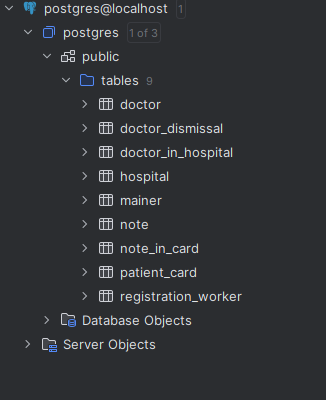 postgres@localhost 1
postgres 1 of 3
public
tables 9
doctor
doctor_dismissal
doctor_in_hospital
hospital
mainer
note
note_in_card
patient_card
registration_worker
Database Objects
Server Objects